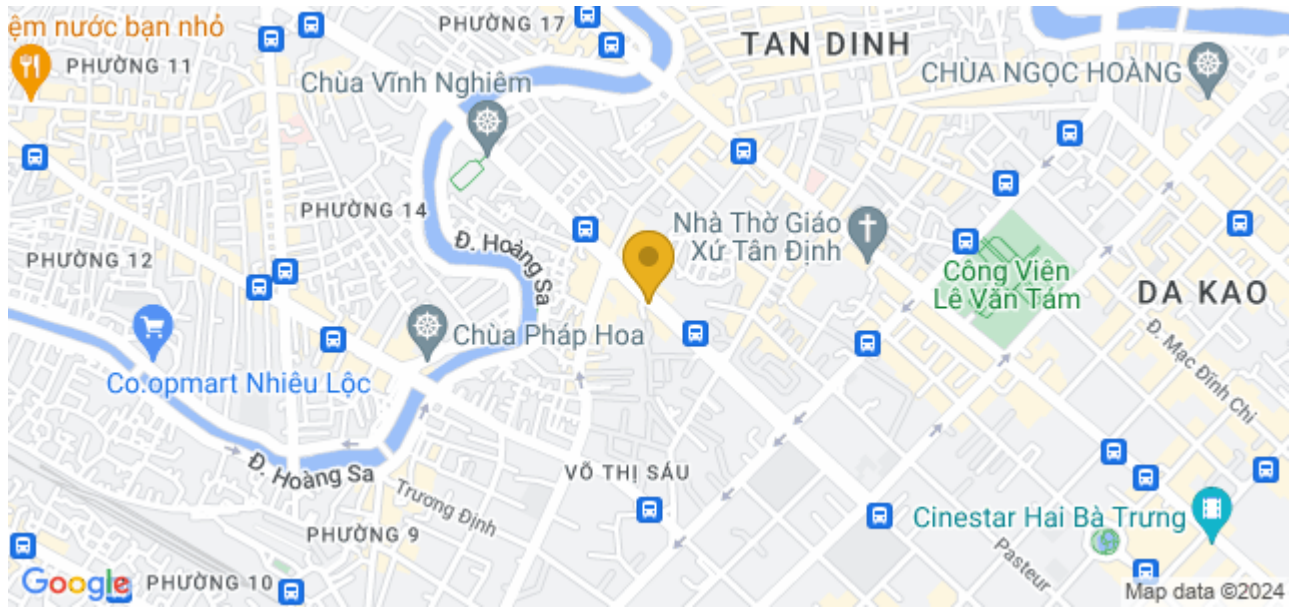 PHƯỜNG 17
ệm nước bạn nhỏ
TAN DINH
PHƯỜNG 11
CHÙA NGỌC HOÀNG
Chùa Vĩnh Nghiêm
PHƯỜNG 14
Nhà Thờ Giáo
Xứ Tân Định
Đ. Hoàng Sa
PHƯỜNG 12
Công Viên
Lê Văn Tám
DA KAO
Chùa Pháp Hoa
Đ. Mạc Đĩnh Chi
Co.opmart Nhiêu Lộc
VÕ THỊ SÁU
Đ. Hoàng Sa
Trương Định
Cinestar Hai Bà Trưng
PHƯỜNG 9
Pasteur
Google
PHƯỜNG 10
Map data ©2024